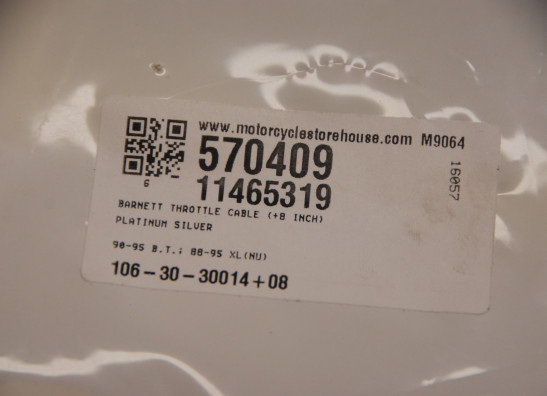 www.motorcyclestorehouse.com M9064
570409
11465319
16057
6
BARNETT THROTTLE CABLE (+8 INCH)
PLATINUM SILVER
90-95 B.T.; 88-95 XL(NU)
106-30-30014+08